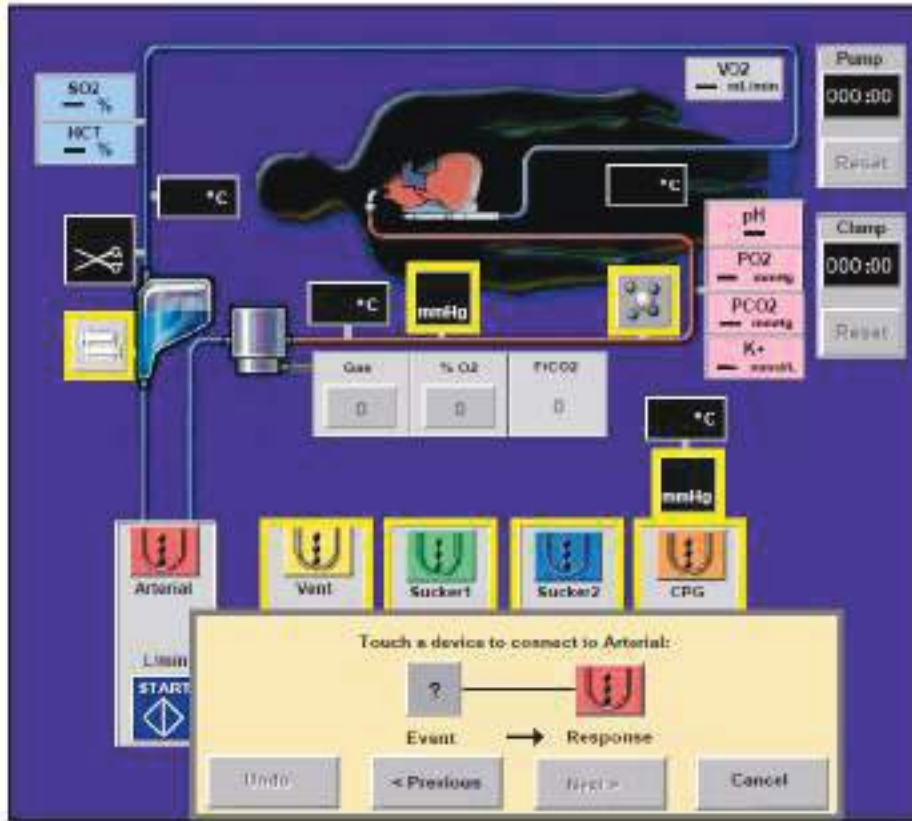 SO2
— %
HCT
— %
VO2
— mL/min
Pump
000:00
Reset
°C
°C
pH
—
PO2
— mmHg
PCO2
— mmHg
K+
— mmol/L
Clamp
000:00
Reset
°C
mmHg
Gas
% O2
FiCO2
0
0
0
°C
mmHg
Arterial
Vent
Sucker1
Sucker2
CPG
L/min
START
Touch a device to connect to Arterial:
?
Event → Response
Undo
< Previous
Next >
Cancel